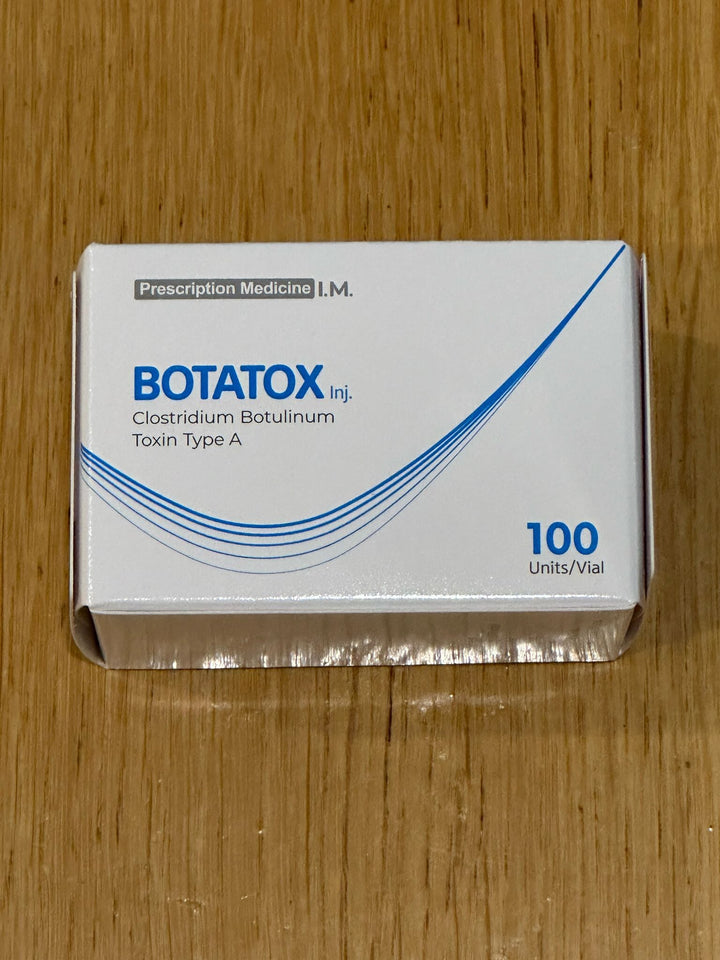 Prescription Medicine I.M.
BOTATOX Inj.
Clostridium Botulinum
Toxin Type A
100
Units/Vial